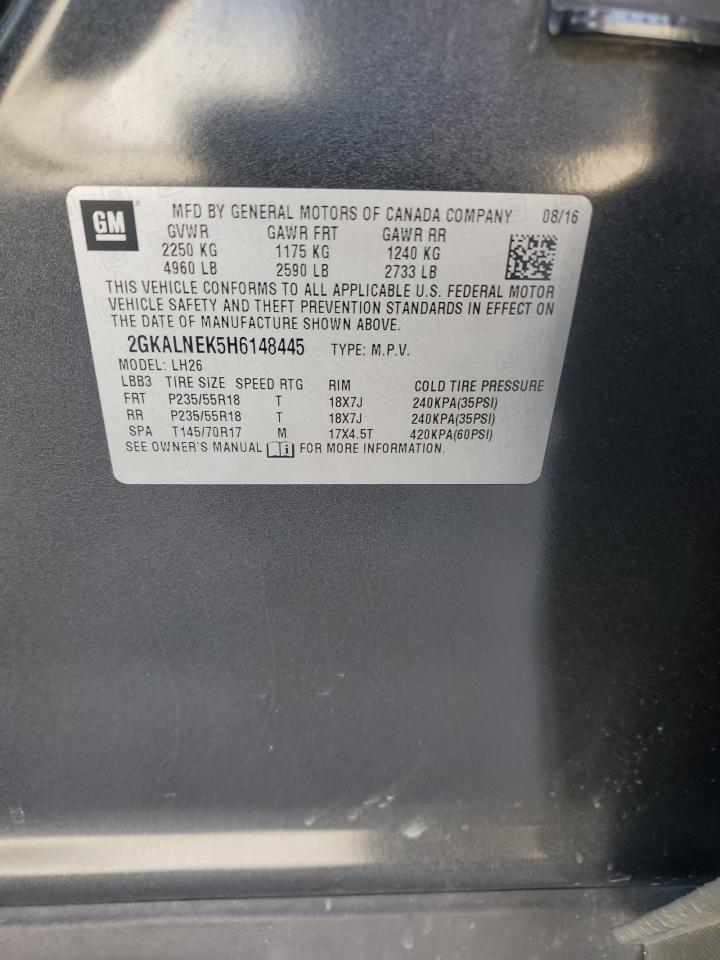 GM ® MFD BY GENERAL MOTORS OF CANADA COMPANY 08/16
GVWR GAWR FRT GAWR RR
2250 KG 1175 KG 1240 KG
4960 LB 2590 LB 2733 LB
THIS VEHICLE CONFORMS TO ALL APPLICABLE U.S. FEDERAL MOTOR
VEHICLE SAFETY AND THEFT PREVENTION STANDARDS IN EFFECT ON
THE DATE OF MANUFACTURE SHOWN ABOVE.
2GKALNEK5H6148445 TYPE: M.P.V.
MODEL: LH26
LBB3 TIRE SIZE SPEED RTG RIM COLD TIRE PRESSURE
FRT P235/55R18 T 18X7J 240KPA(35PSI)
RR P235/55R18 T 18X7J 240KPA(35PSI)
SPA T145/70R17 M 17X4.5T 420KPA(60PSI)
SEE OWNER'S MANUAL i FOR MORE INFORMATION.